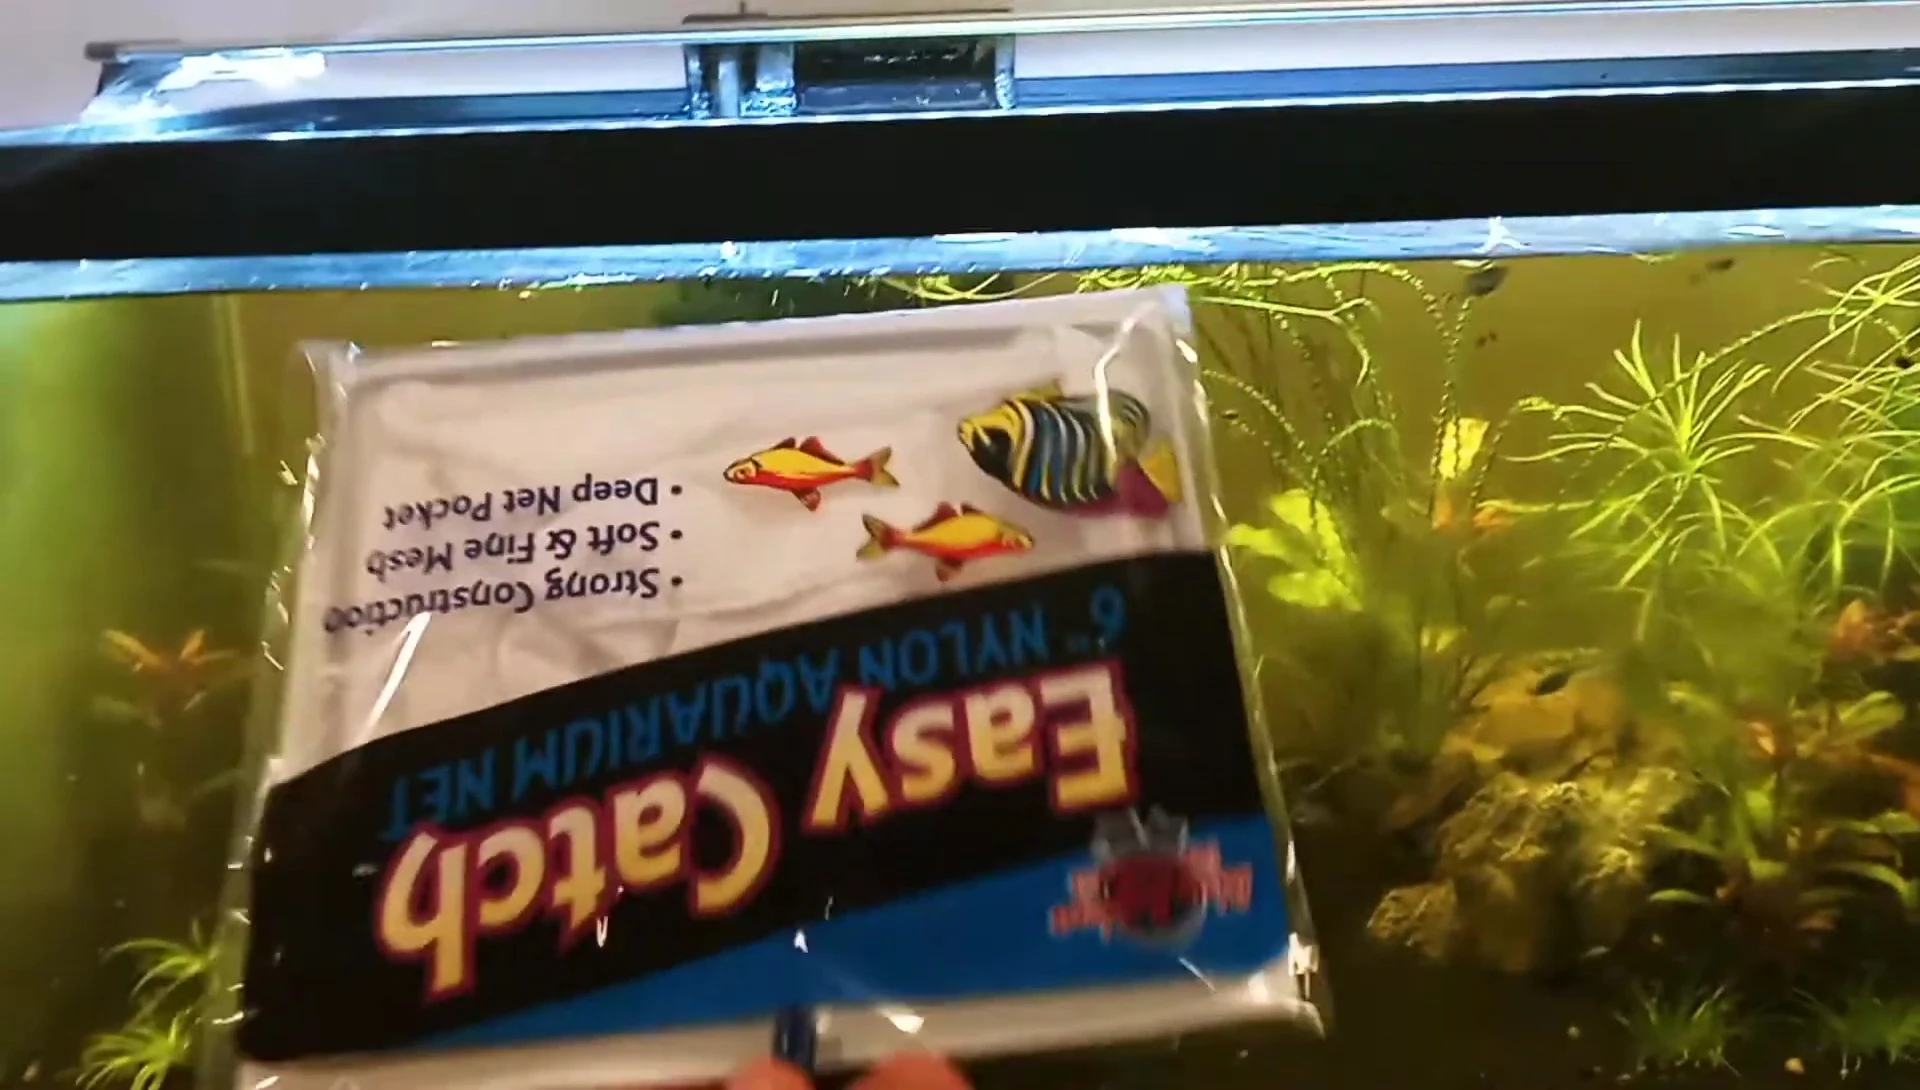 Easy Catch
6" NYLON AQUARIUM NET
• Strong Construction
• Soft & Fine Mesh
• Deep Net Pocket